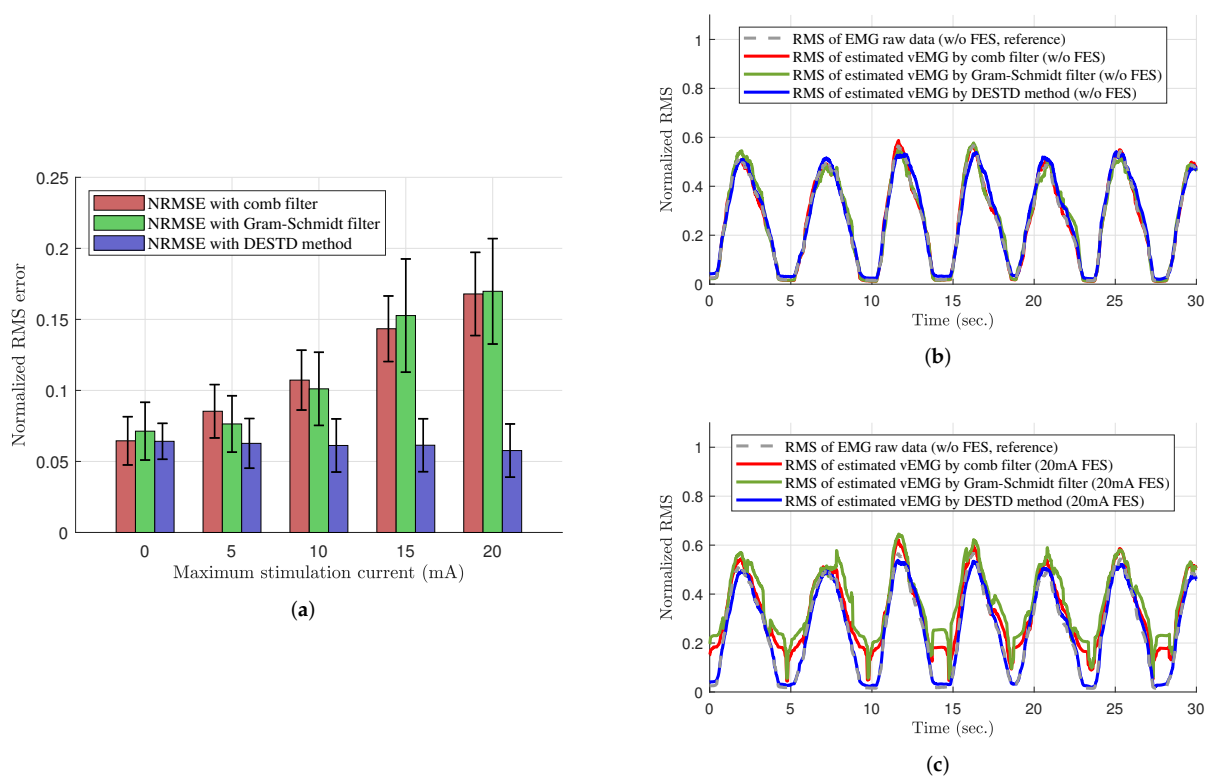 0.25
0.2
0.15
0.1
0.05
0
Normalized RMS error
NRMSE with comb filter
NRMSE with Gram-Schmidt filter
NRMSE with DESTD method
0 5 10 15 20
Maximum stimulation current (mA)
(a)
1
0.8
0.6
0.4
0.2
0
Normalized RMS
RMS of EMG raw data (w/o FES, reference)
RMS of estimated vEMG by comb filter (w/o FES)
RMS of estimated vEMG by Gram-Schmidt filter (w/o FES)
RMS of estimated vEMG by DESTD method (w/o FES)
0 5 10 15 20 25 30
Time (sec.)
(b)
1
0.8
0.6
0.4
0.2
0
Normalized RMS
RMS of EMG raw data (w/o FES, reference)
RMS of estimated vEMG by comb filter (20mA FES)
RMS of estimated vEMG by Gram-Schmidt filter (20mA FES)
RMS of estimated vEMG by DESTD method (20mA FES)
0 5 10 15 20 25 30
Time (sec.)
(c)